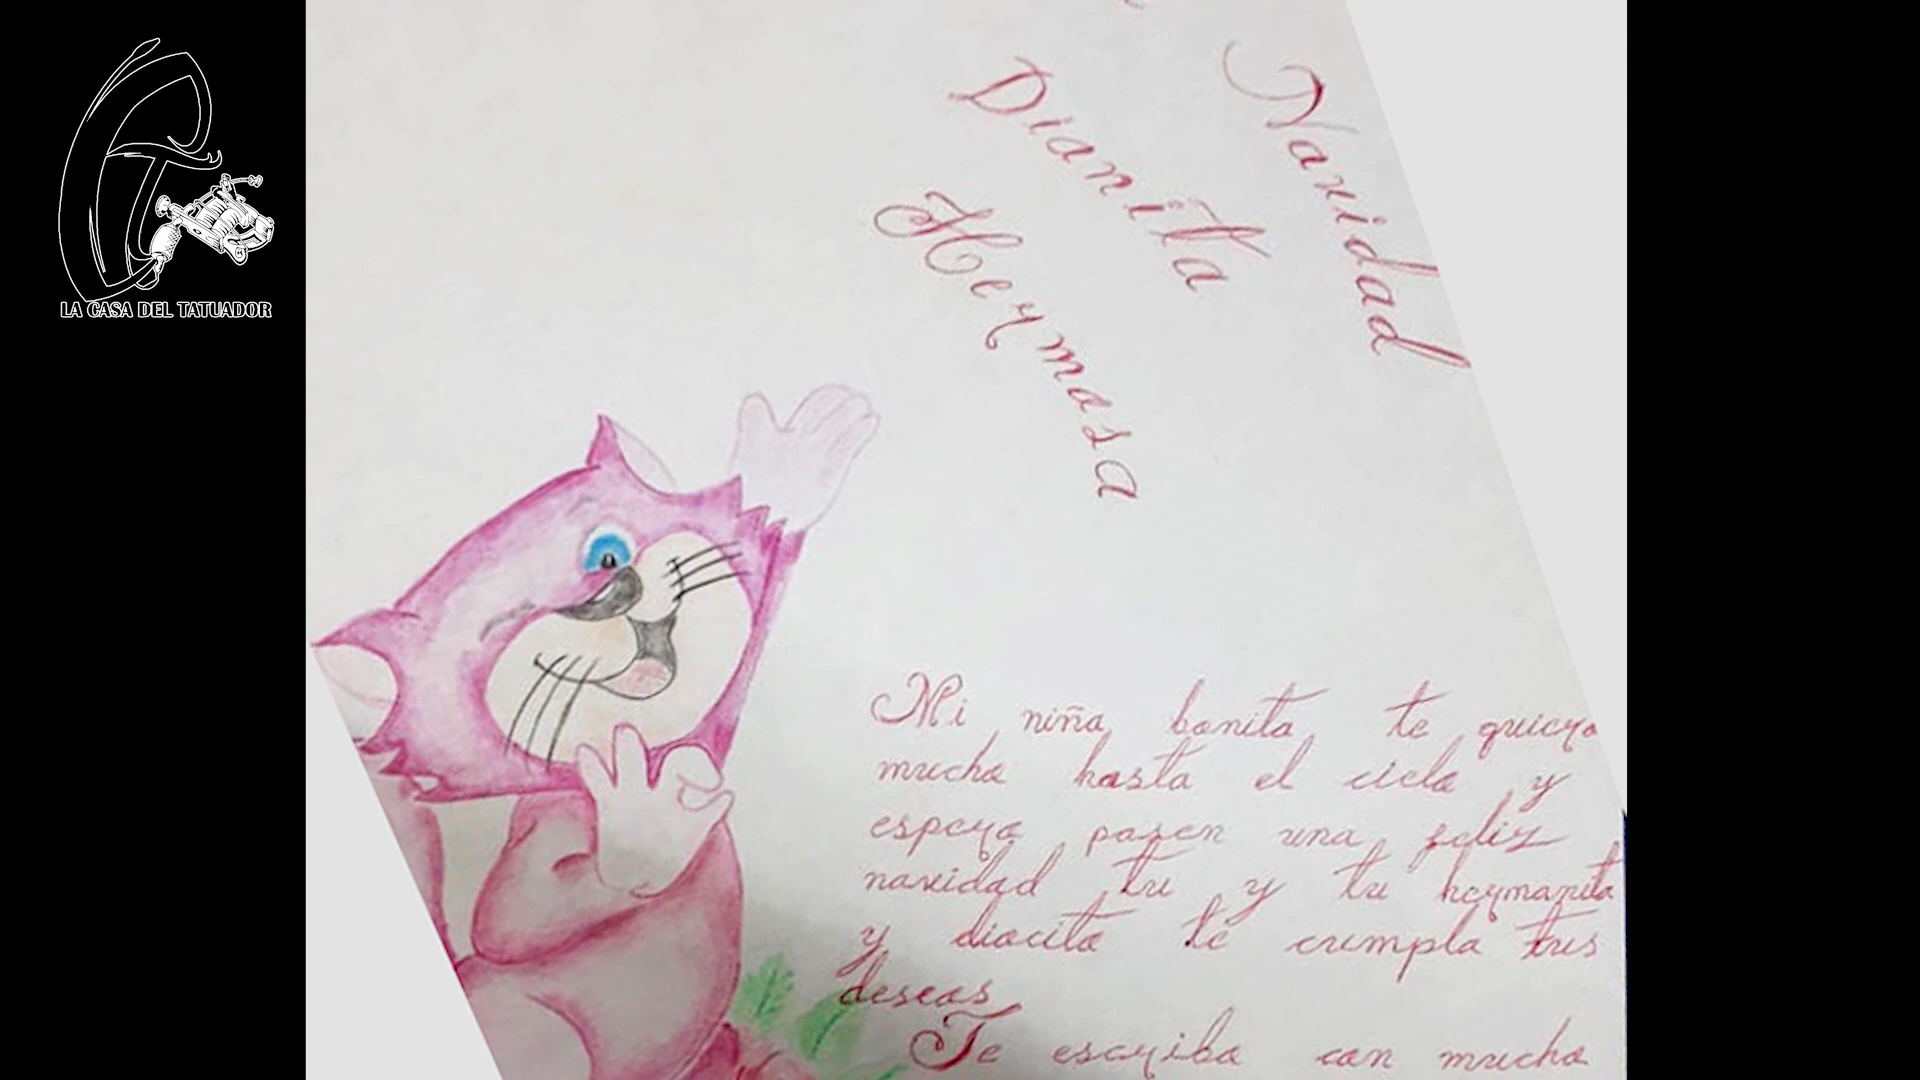 LA CASA DEL TATUADOR
Navidad
Dianita
Hermosa
Mi niña bonita te quiero
mucho hasta el cielo y
espero pasen una feliz
navidad tu y tu hermanita
y diocito te cumpla tus
deseos
Te escribo con mucho